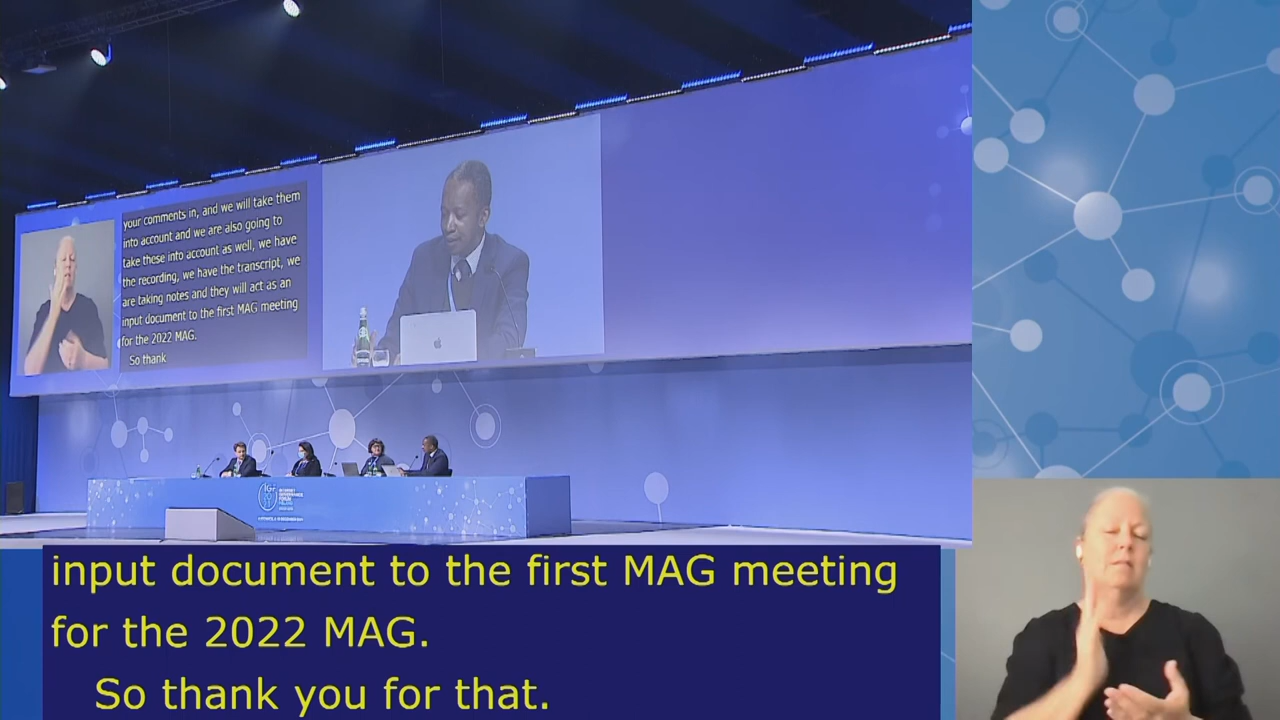 your comments in, and we will take them
into account and we are also going to
take these into account as well, we have
the recording, we have the transcript, we
are taking notes and they will act as an
input document to the first MAG meeting
for the 2022 MAG.
So thank
INTERNET
GOVERNANCE
FORUM
input document to the first MAG meeting
for the 2022 MAG.
So thank you for that.